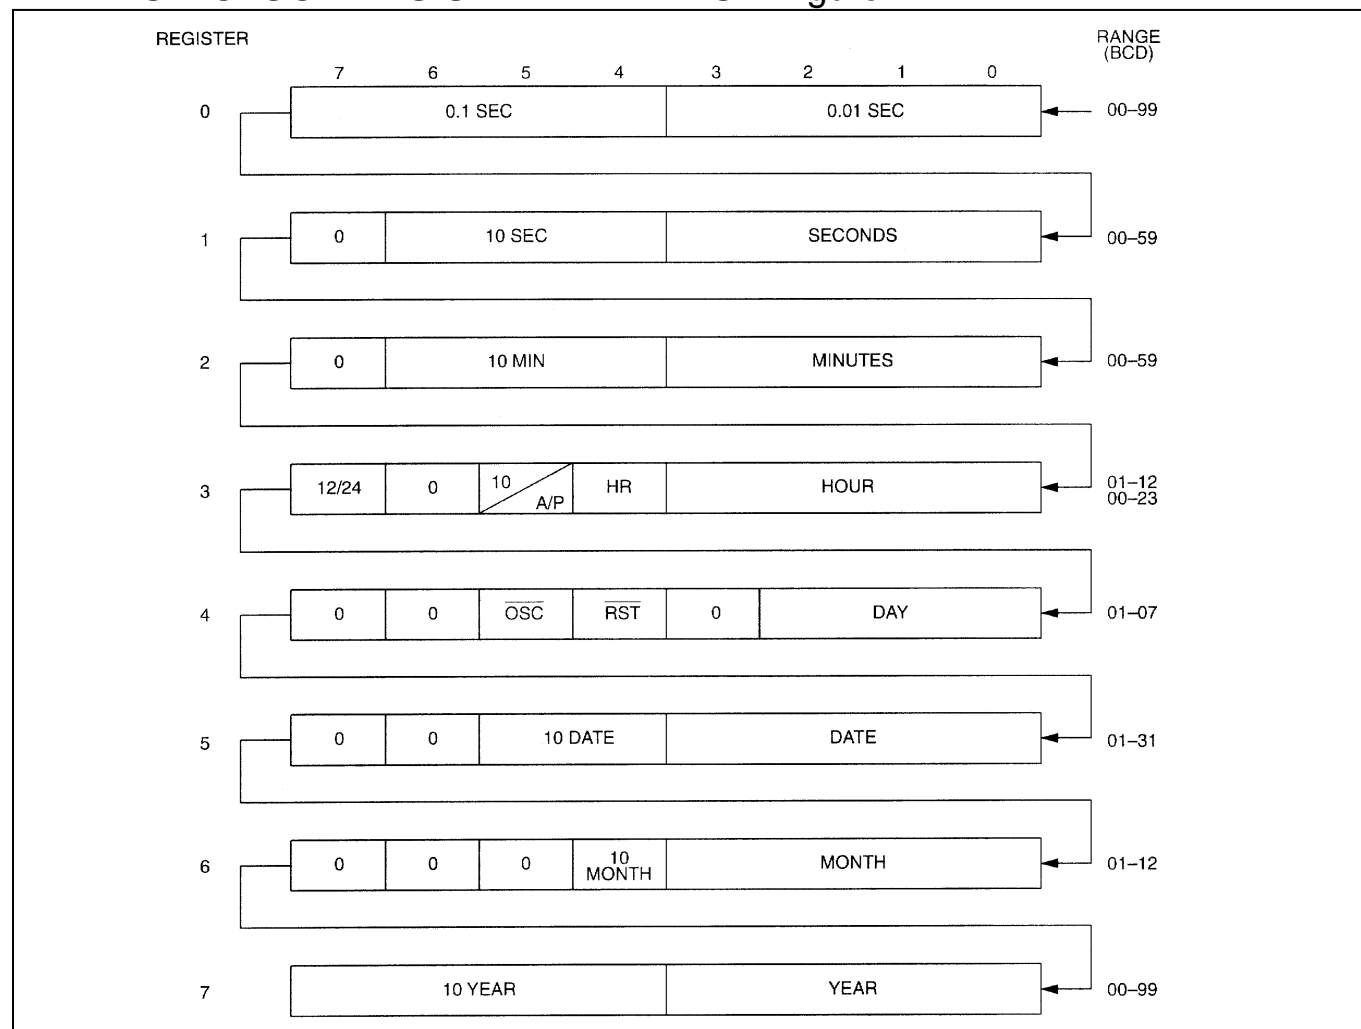 REGISTER
RANGE
(BCD)
7 6 5 4 3 2 1 0
0 0.1 SEC 0.01 SEC 00–99
1 0 10 SEC SECONDS 00–59
2 0 10 MIN MINUTES 00–59
3 12/24 0 10 A/P HR HOUR 01–12
00–23
4 0 0 OSC RST 0 DAY 01–07
5 0 0 10 DATE DATE 01–31
6 0 0 0 10 MONTH MONTH 01–12
7 10 YEAR YEAR 00–99